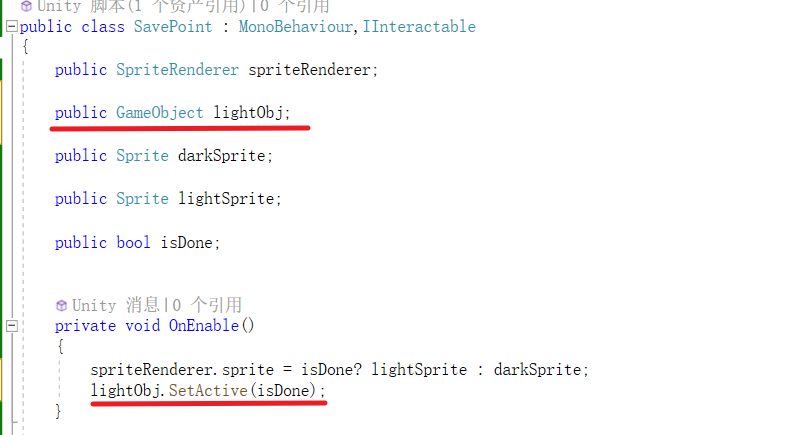 Unity 脚本(1 个资产引用)|0 个引用
public class SavePoint : MonoBehaviour,IInteractable
{
public SpriteRenderer spriteRenderer;
public GameObject lightObj;
public Sprite darkSprite;
public Sprite lightSprite;
public bool isDone;
Unity 消息|0 个引用
private void OnEnable()
{
spriteRenderer.sprite = isDone? lightSprite : darkSprite;
lightObj.SetActive(isDone);
}